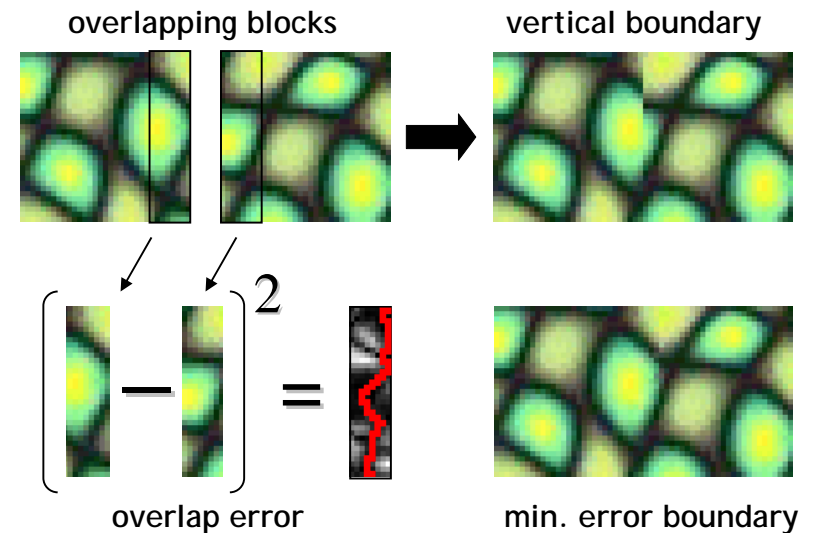 overlapping blocks
vertical boundary
2
overlap error
min. error boundary